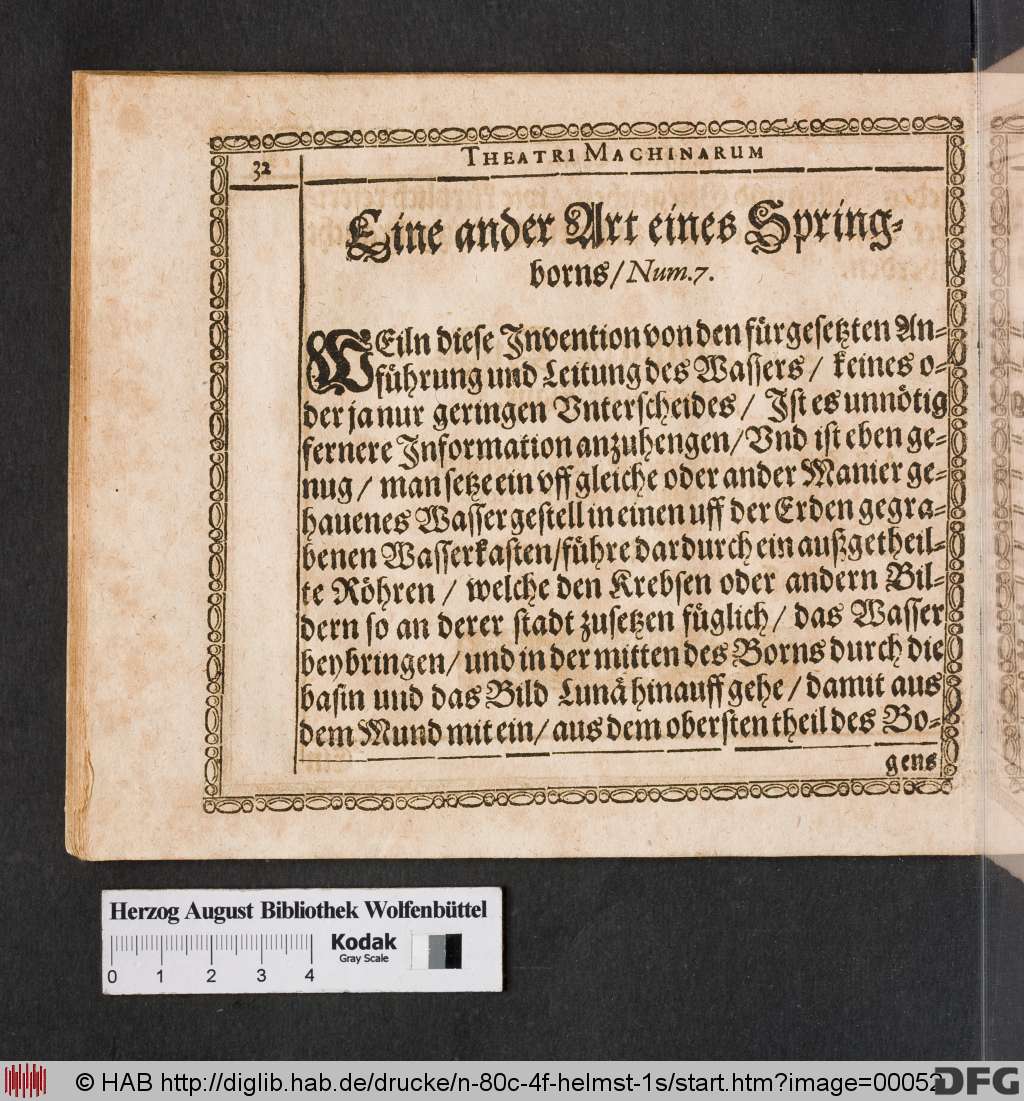 32
THEATRI MACHINARUM
Eine ander Art eines Spring-
borns/ Num. 7.
WEiln diese Invention von den fürgesetzten An-
führung und Leitung des Wassers / keines o-
der ja nur geringen Vnterscheides / Jst es unnötig
fernere Information anzuhengen/ Vnd ist eben ge-
nug / man setze ein vff gleiche oder ander Manier ge-
hauenes Wassergestell in einen uff der Erden gegra-
benen Wasserkasten/führe dardurch ein außgetheil-
te Röhren / welche den Krebsen oder andern Bil-
dern so an derer stadt zusetzen füglich/ das Wasser
beybringen/ und in der mitten des Borns durch die
basin und das Bild Lunâ hinauff gehe / damit aus
dem Mund mit ein/ aus dem obersten theil des Bo-
gens
Herzog August Bibliothek Wolfenbüttel
Kodak
Gray Scale
0 1 2 3 4
© HAB http://diglib.hab.de/drucke/n-80c-4f-helmst-1s/start.htm?image=00052
DFG